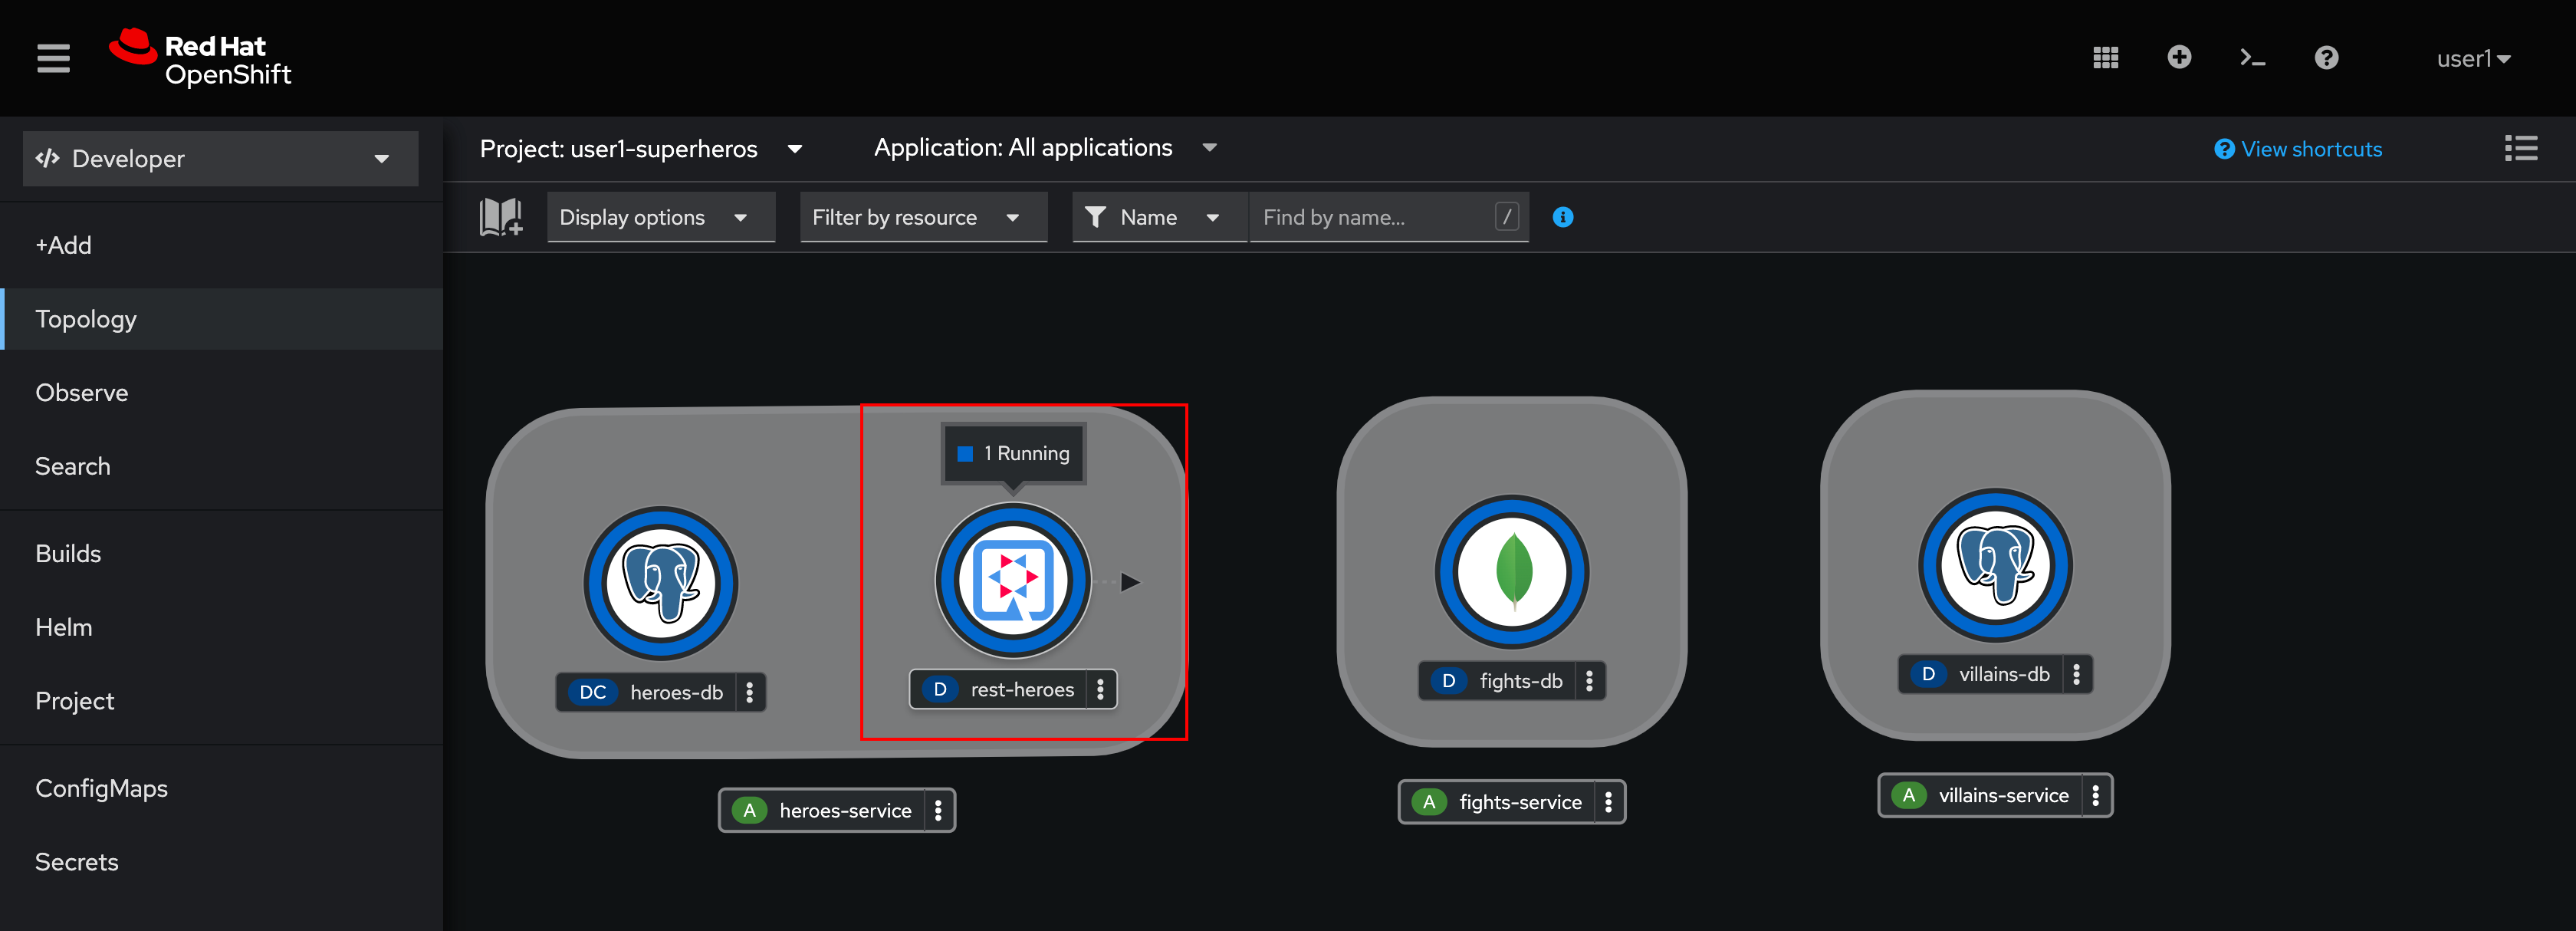 Red Hat
OpenShift
user1
Developer
Project: user1-superheros
Application: All applications
View shortcuts
Display options
Filter by resource
Name
Find by name...
/
+Add
Topology
Observe
Search
Builds
Helm
Project
ConfigMaps
Secrets
1 Running
DC heroes-db
D rest-heroes
A heroes-service
D fights-db
A fights-service
D villains-db
A villains-service